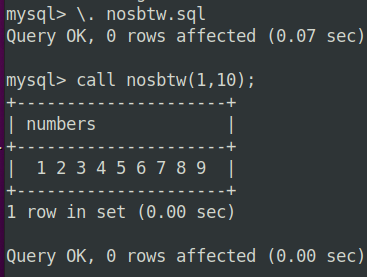 mysql> \. nosbtw.sql
Query OK, 0 rows affected (0.07 sec)
mysql> call nosbtw(1,10);
+---------------------+
| numbers             |
+---------------------+
|  1 2 3 4 5 6 7 8 9  |
+---------------------+
1 row in set (0.00 sec)
Query OK, 0 rows affected (0.00 sec)